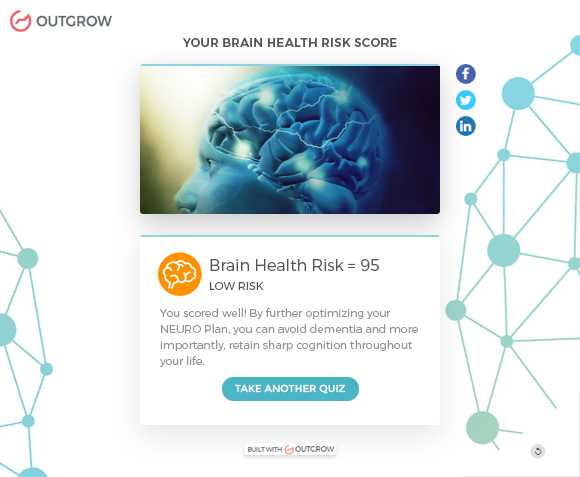 OUTGROW
YOUR BRAIN HEALTH RISK SCORE
Brain Health Risk = 95
LOW RISK
You scored well! By further optimizing your
NEURO Plan, you can avoid dementia and more
importantly, retain sharp cognition throughout
your life.
TAKE ANOTHER QUIZ
BUILT WITH OUTGROW